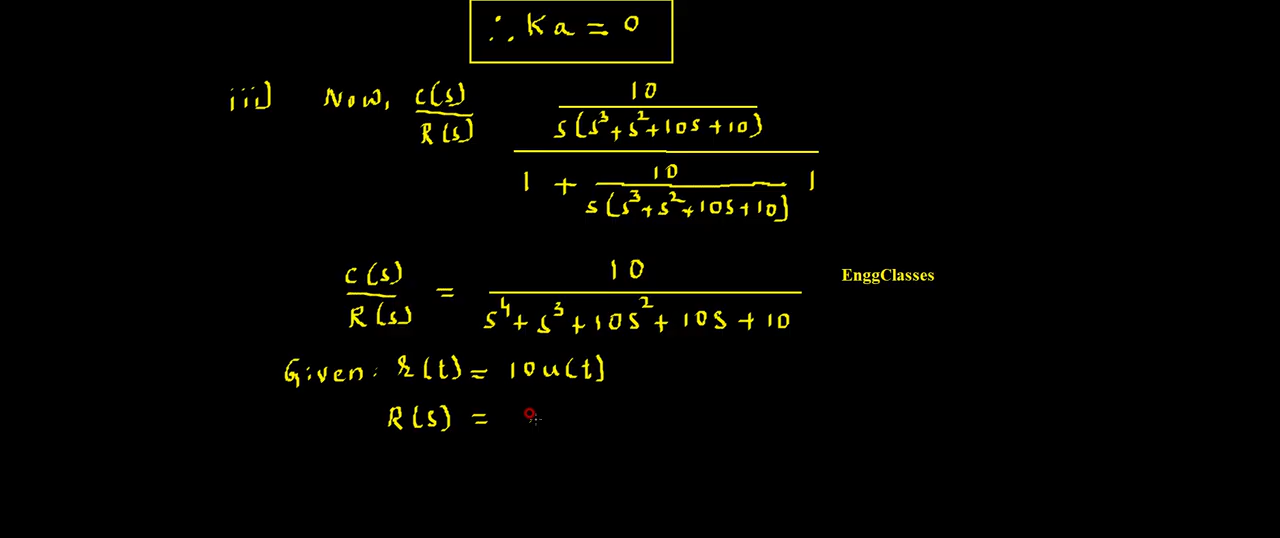 ∴ Ka = 0
iii) Now, C(s)/R(s) 10/s(s³+s²+10s+10) / 1 + 10/s(s³+s²+10s+10) 1
C(s)/R(s) = 10/s⁴+s³+10s²+10s+10
EnggClasses
Given: r(t) = 10u(t)
R(s) =